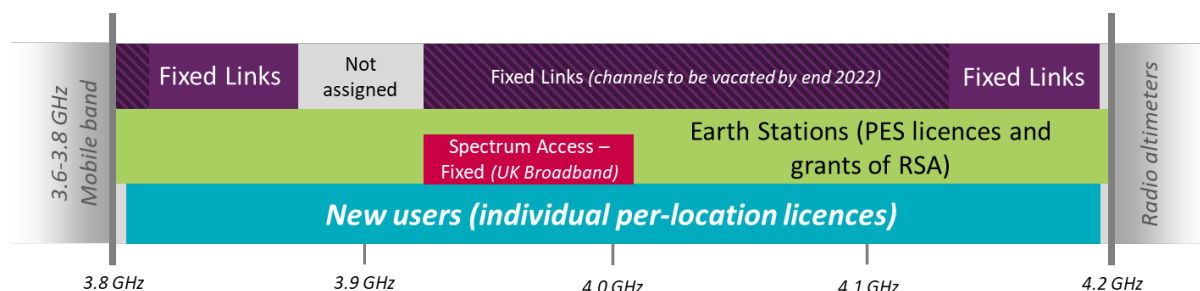 3.6-3.8 GHz
Mobile band
Fixed Links
Not
assigned
Fixed Links (channels to be vacated by end 2022)
Fixed Links
Earth Stations (PES licences and
grants of RSA)
Spectrum Access –
Fixed (UK Broadband)
New users (individual per-location licences)
Radio altimeters
3.8 GHz
3.9 GHz
4.0 GHz
4.1 GHz
4.2 GHz